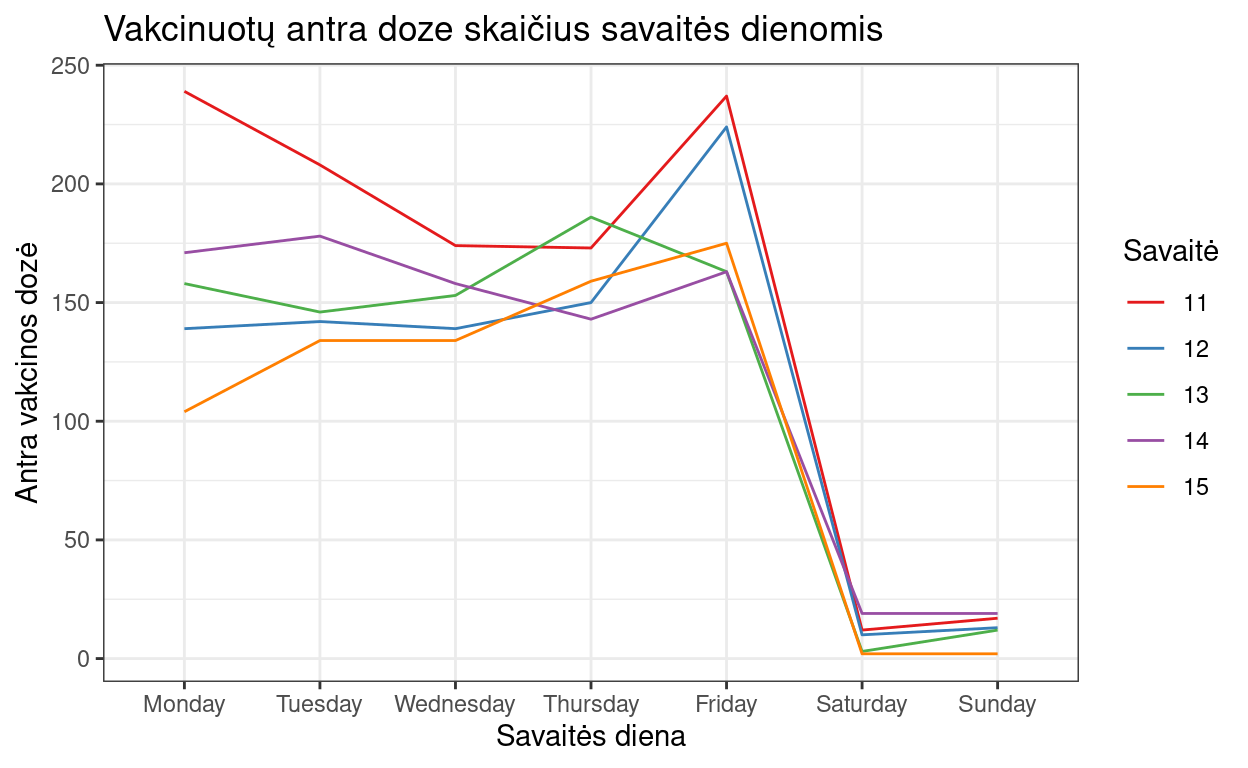 Vakcinuotų antra doze skaičius savaitės dienomis
Antra vakcinos dozė
250
200
150
100
50
0
Monday Tuesday Wednesday Thursday Friday Saturday Sunday
Savaitės diena
Savaitė
11
12
13
14
15